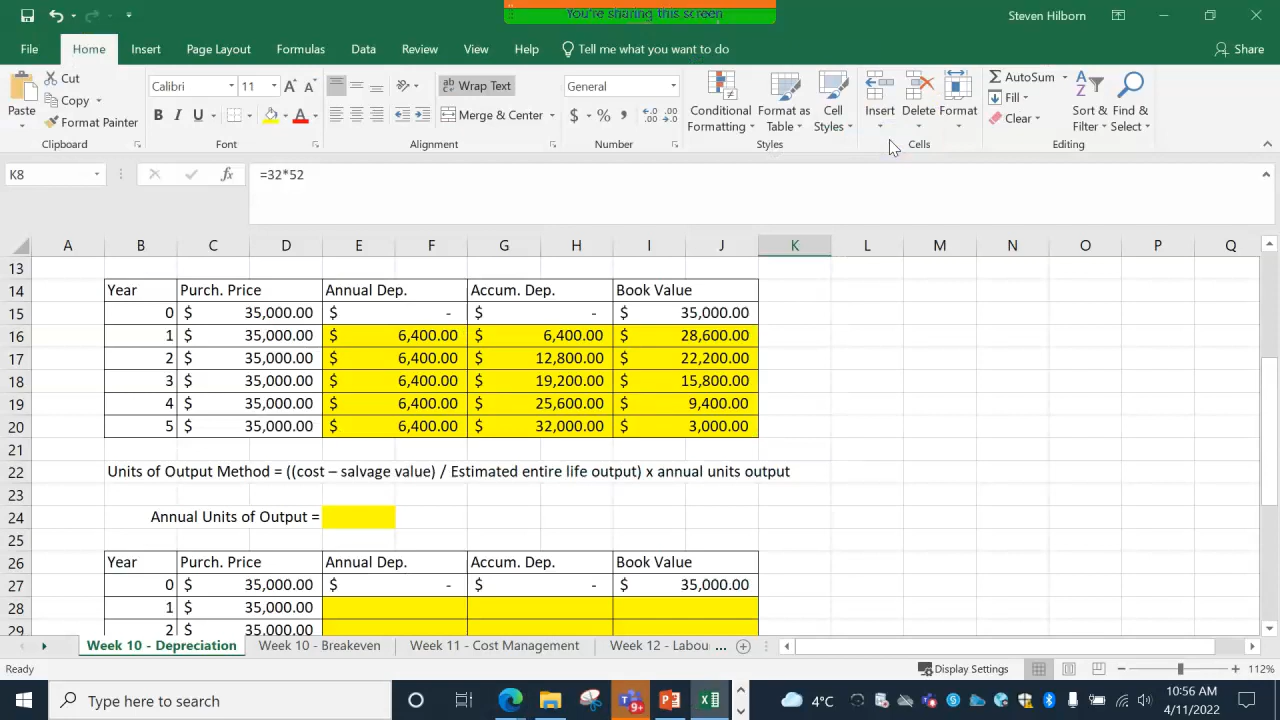 You're sharing this screen
Steven Hilborn
File Home Insert Page Layout Formulas Data Review View Help Tell me what you want to do Share
Paste Cut Copy Format Painter
Calibri 11 A A
B I U A
ab Wrap Text
Merge & Center
General
$ % ,
Conditional Formatting Format as Table Cell Styles
Insert Delete Format
AutoSum Fill Clear
Sort & Filter Find & Select
Clipboard Font Alignment Number Styles Cells Editing
K8 fx =32*52
A B C D E F G H I J K L M N O P Q
13
14 Year Purch. Price Annual Dep. Accum. Dep. Book Value
15 0 $ 35,000.00 $ - $ - $ 35,000.00
16 1 $ 35,000.00 $ 6,400.00 $ 6,400.00 $ 28,600.00
17 2 $ 35,000.00 $ 6,400.00 $ 12,800.00 $ 22,200.00
18 3 $ 35,000.00 $ 6,400.00 $ 19,200.00 $ 15,800.00
19 4 $ 35,000.00 $ 6,400.00 $ 25,600.00 $ 9,400.00
20 5 $ 35,000.00 $ 6,400.00 $ 32,000.00 $ 3,000.00
21
22 Units of Output Method = ((cost – salvage value) / Estimated entire life output) x annual units output
23
24 Annual Units of Output =
25
26 Year Purch. Price Annual Dep. Accum. Dep. Book Value
27 0 $ 35,000.00 $ - $ - $ 35,000.00
28 1 $ 35,000.00
29 2 $ 35,000.00
Week 10 - Depreciation Week 10 - Breakeven Week 11 - Cost Management Week 12 - Labou ...
Ready Display Settings 112%
Type here to search 9+ 4°C 10:56 AM
4/11/2022